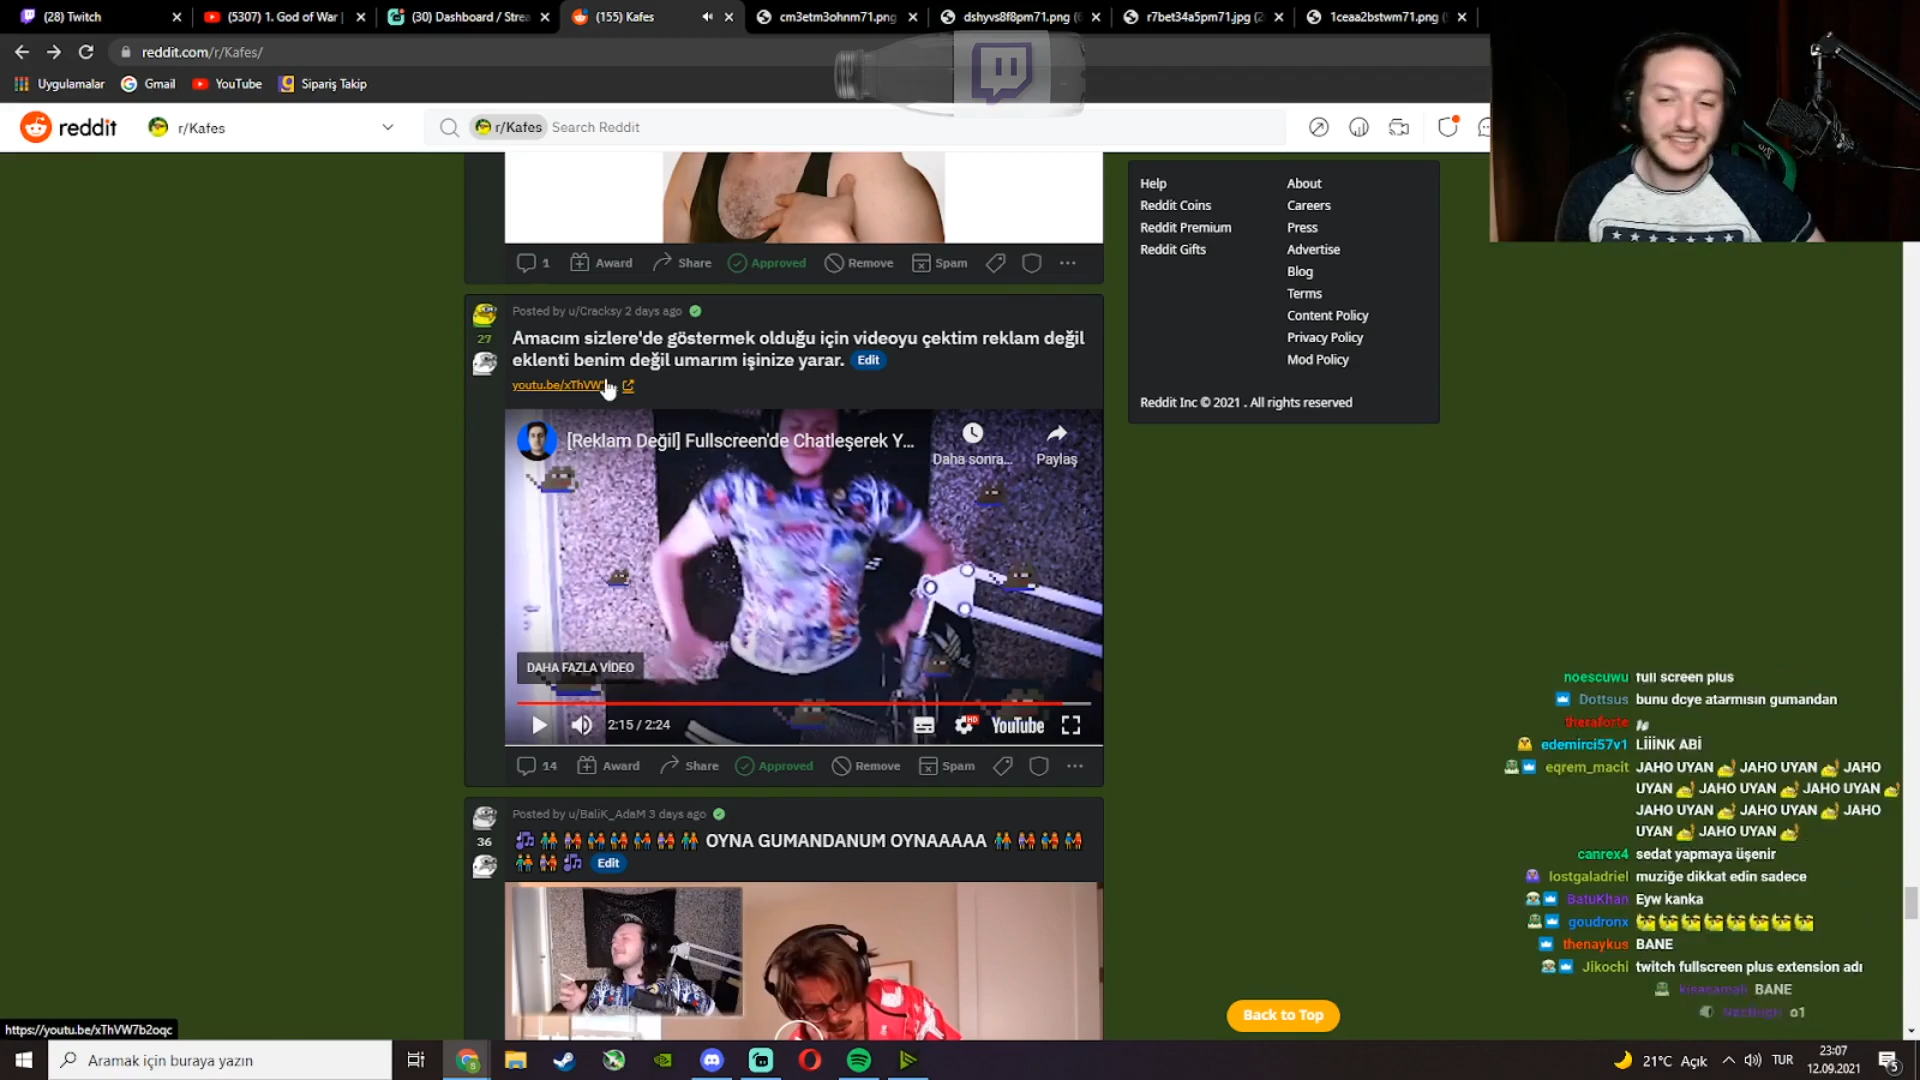 (28) Twitch
(5307) 1. God of War |
(30) Dashboard / Strea
(155) Kafes
cm3etm3ohnm71.png
dshyvs8f8pm71.png (
r7bet34a5pm71.jpg (2
1ceaa2bstwm71.png (
reddit.com/r/Kafes/
Uygulamalar
Gmail
YouTube
Sipariş Takip
reddit
r/Kafes
r/Kafes
Search Reddit
Help
About
Reddit Coins
Careers
Reddit Premium
Press
Reddit Gifts
Advertise
Blog
Terms
Content Policy
Privacy Policy
Mod Policy
Reddit Inc © 2021 . All rights reserved
1 Award Share Approved Remove Spam
Posted by u/Cracksy 2 days ago
27
Amacım sizlere'de göstermek olduğu için videoyu çektim reklam değil
eklenti benim değil umarım işinize yarar. Edit
youtu.be/xThVW
[Reklam Değil] Fullscreen'de Chatleşerek Y...
Daha sonra...
Paylaş
DAHA FAZLA VİDEO
2:15 / 2:24
HD
YouTube
14 Award Share Approved Remove Spam
Posted by u/BaliK_AdaM 3 days ago
36
OYNA GUMANDANUM OYNAAAAA
Edit
Back to Top
noescuwu full screen plus
Dottsus bunu dcye atarmısın gumandan
theraforte
edemirci57v1 LİİİNK ABİ
eqrem_macit JAHO UYAN JAHO UYAN JAHO
UYAN JAHO UYAN JAHO UYAN
JAHO UYAN JAHO UYAN JAHO
UYAN JAHO UYAN
canrex4 sedat yapmaya üşenir
lostgaladriel muziğe dikkat edin sadece
BatuKhan Eyw kanka
goudronx
thenaykus BANE
Jikochi twitch fullscreen plus extension adı
BANE
o1
https://youtu.be/xThVW7b2oqc
Aramak için buraya yazın
21°C Açık
TUR
23:07
12.09.2021
5